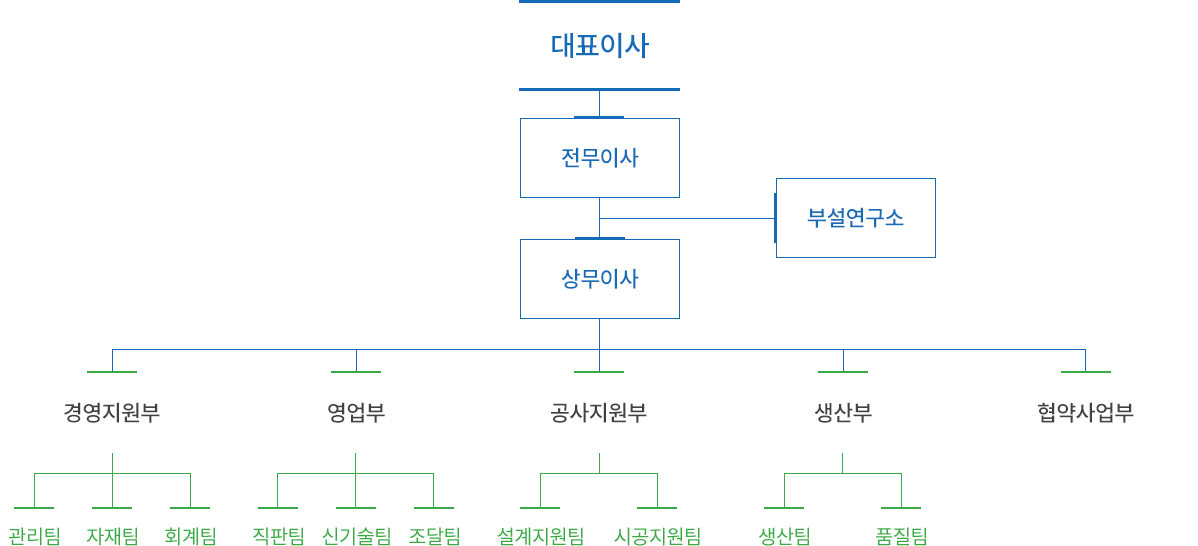 대표이사
전무이사
부설연구소
상무이사
경영지원부
영업부
공사지원부
생산부
협약사업부
관리팀
자재팀
회계팀
직판팀
신기술팀
조달팀
설계지원팀
시공지원팀
생산팀
품질팀